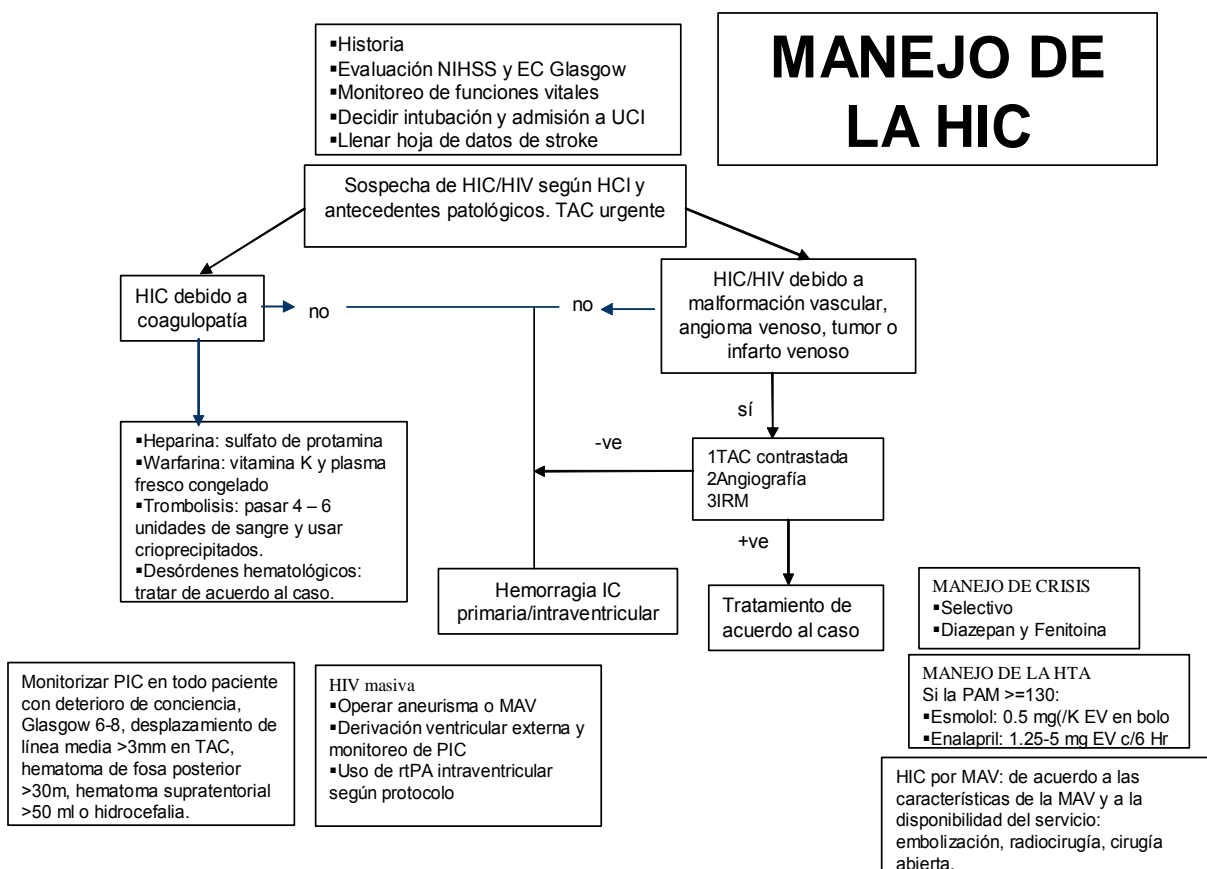 MANEJO DE
LA HIC
▪Historia
▪Evaluación NIHSS y EC Glasgow
▪Monitoreo de funciones vitales
▪Decidir intubación y admisión a UCI
▪Llenar hoja de datos de stroke
Sospecha de HIC/HIV según HCl y
antecedentes patológicos. TAC urgente
HIC debido a
coagulopatía
no
no
HIC/HIV debido a
malformación vascular,
angioma venoso, tumor o
infarto venoso
sí
▪Heparina: sulfato de protamina
▪Warfarina: vitamina K y plasma
fresco congelado
▪Trombolisis: pasar 4 – 6
unidades de sangre y usar
crioprecipitados.
▪Desórdenes hematológicos:
tratar de acuerdo al caso.
-ve
1TAC contrastada
2Angiografía
3IRM
+ve
Hemorragia IC
primaria/intraventricular
Tratamiento de
acuerdo al caso
MANEJO DE CRISIS
▪Selectivo
▪Diazepan y Fenitoina
Monitorizar PIC en todo paciente
con deterioro de conciencia,
Glasgow 6-8, desplazamiento de
línea media >3mm en TAC,
hematoma de fosa posterior
>30m, hematoma supratentorial
>50 ml o hidrocefalia.
HIV masiva
▪Operar aneurisma o MAV
▪Derivación ventricular externa y
monitoreo de PIC
▪Uso de rtPA intraventricular
según protocolo
MANEJO DE LA HTA
Si la PAM >=130:
▪Esmolol: 0.5 mg(/K EV en bolo
▪Enalapril: 1.25-5 mg EV c/6 Hr
HIC por MAV: de acuerdo a las
características de la MAV y a la
disponibilidad del servicio:
embolización, radiocirugía, cirugía
abierta.